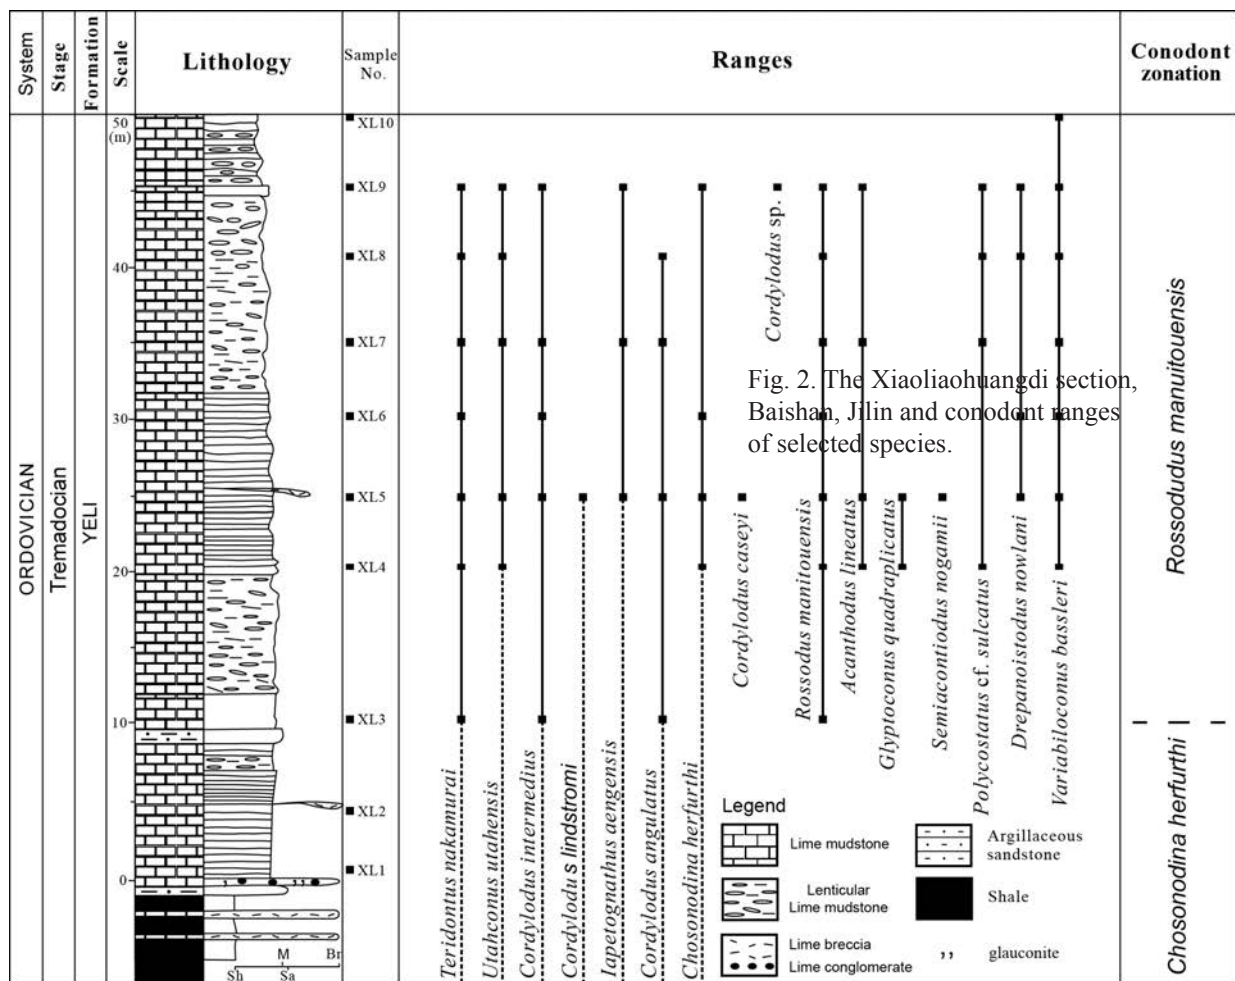 System
Stage
Formation
Scale
Lithology
Sample
No.
Ranges
Conodont
zonation
ORDOVICIAN
Tremadocian
YELI
50
(m)
40
30
20
10
0
XL10
XL9
XL8
XL7
XL6
XL5
XL4
XL3
XL2
XL1
Sh
M
Sa
Br
Teridontus nakamurai
Utahconus utahensis
Cordylodus intermedius
Cordylodu s lindstromi
Iapetognathus aengensis
Cordylodus angulatus
Chosonodina herfurthi
Cordylodus caseyi
Cordylodus sp.
Rossodus manitouensis
Acanthodus lineatus
Glyptoconus quadraplicatus
Semiacontiodus nogamii
Polycostatus cf. sulcatus
Drepanoistodus nowlani
Variabiloconus bassleri
Fig. 2. The Xiaoliaohuangdi section,
Baishan, Jilin and conodont ranges
of selected species.
Rossodudus manuitouensis
Chosonodina herfurthi
Legend
Lime mudstone
Lenticular
Lime mudstone
Lime breccia
Lime conglomerate
Argillaceous
sandstone
Shale
glauconite